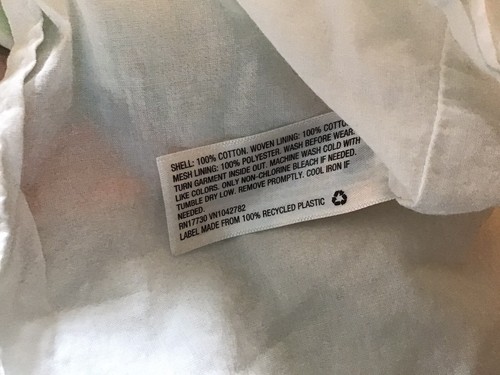 SHELL: 100% COTTON. WOVEN LINING: 100% COTTO
MESH LINING: 100% POLYESTER. WASH BEFORE WEAR.
TURN GARMENT INSIDE OUT. MACHINE WASH COLD WITH
LIKE COLORS. ONLY NON-CHLORINE BLEACH IF NEEDED.
TUMBLE DRY LOW. REMOVE PROMPTLY. COOL IRON IF
NEEDED.
RN17730 VN1042782
LABEL MADE FROM 100% RECYCLED PLASTIC